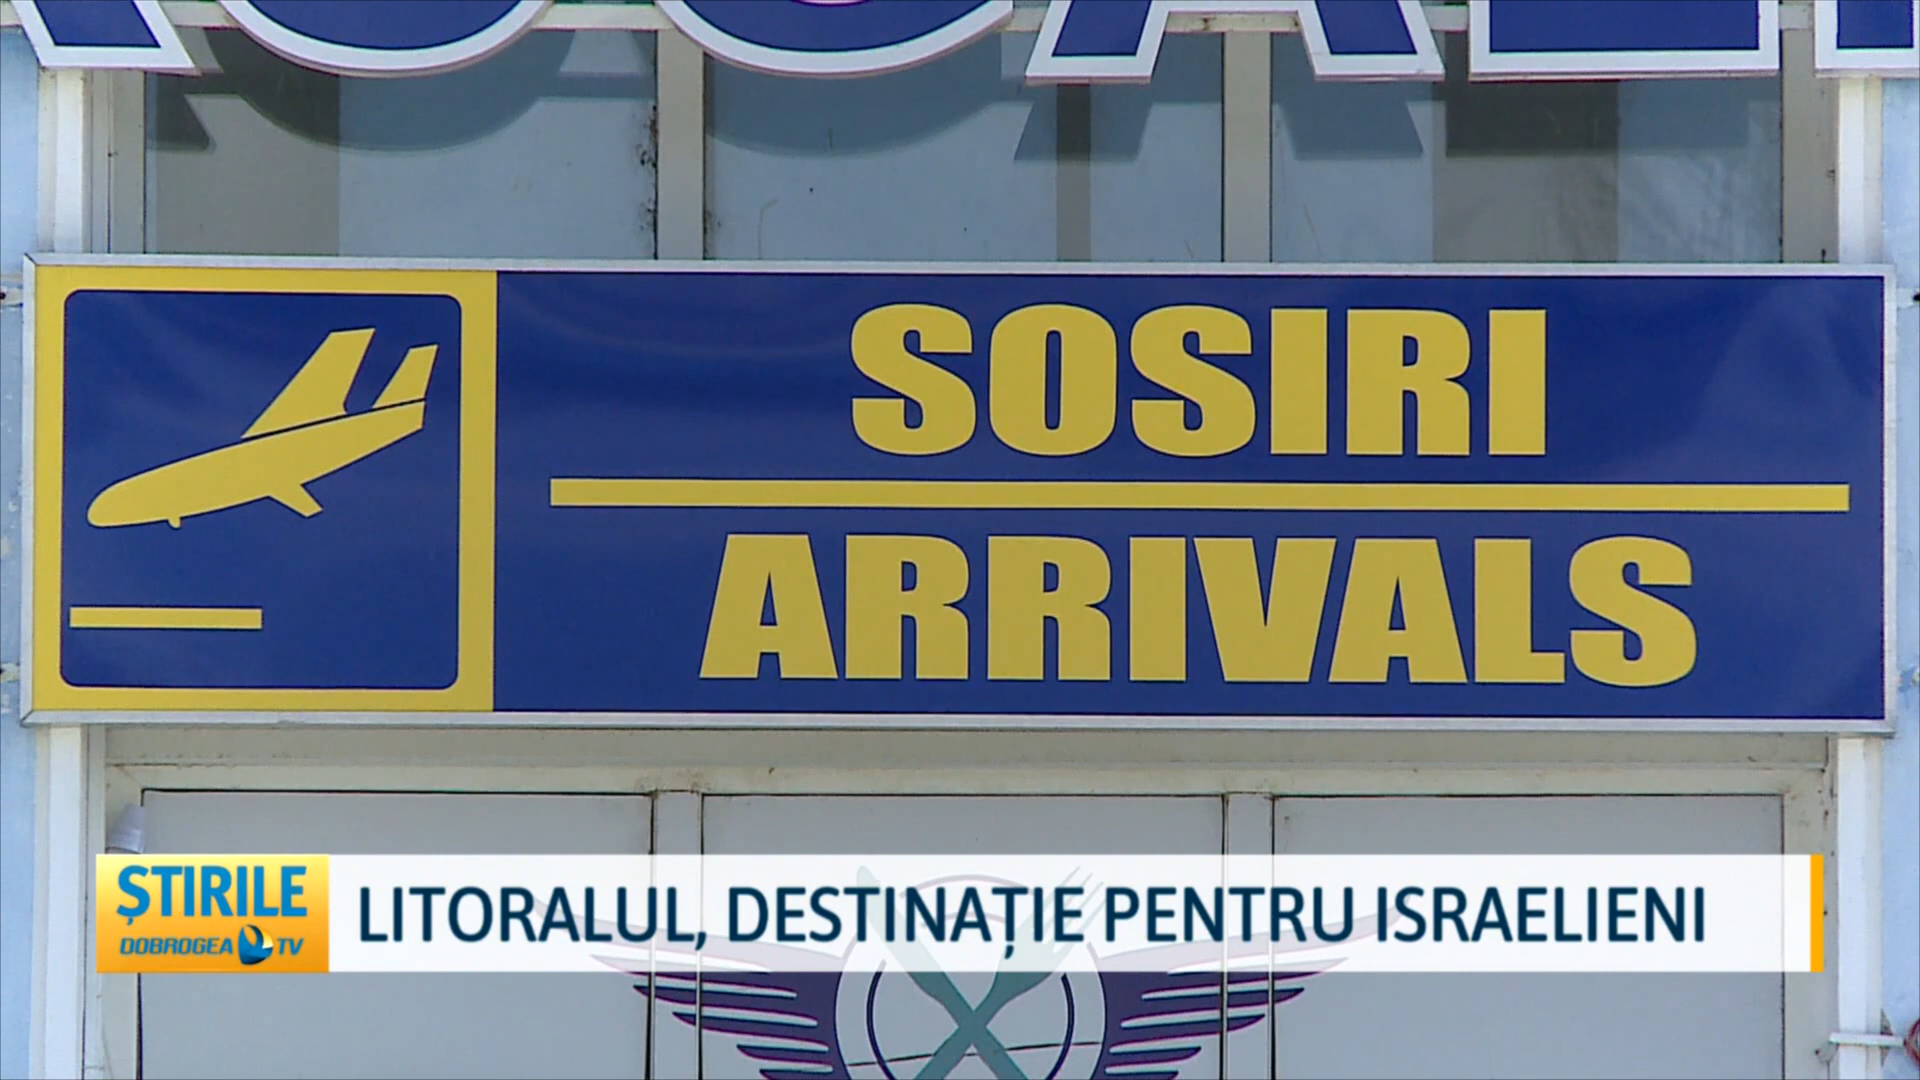 SOSIRI
ARRIVALS
ȘTIRILE
DOBROGEA TV
LITORALUL, DESTINAȚIE PENTRU ISRAELIENI